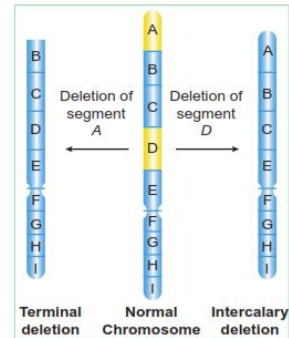 B
C
D
E
F
G
H
I
Deletion of
segment
A
A
B
C
D
E
F
G
H
I
Deletion of
segment
D
A
B
C
E
F
G
H
I
Terminal
deletion
Normal
Chromosome
Intercalary
deletion